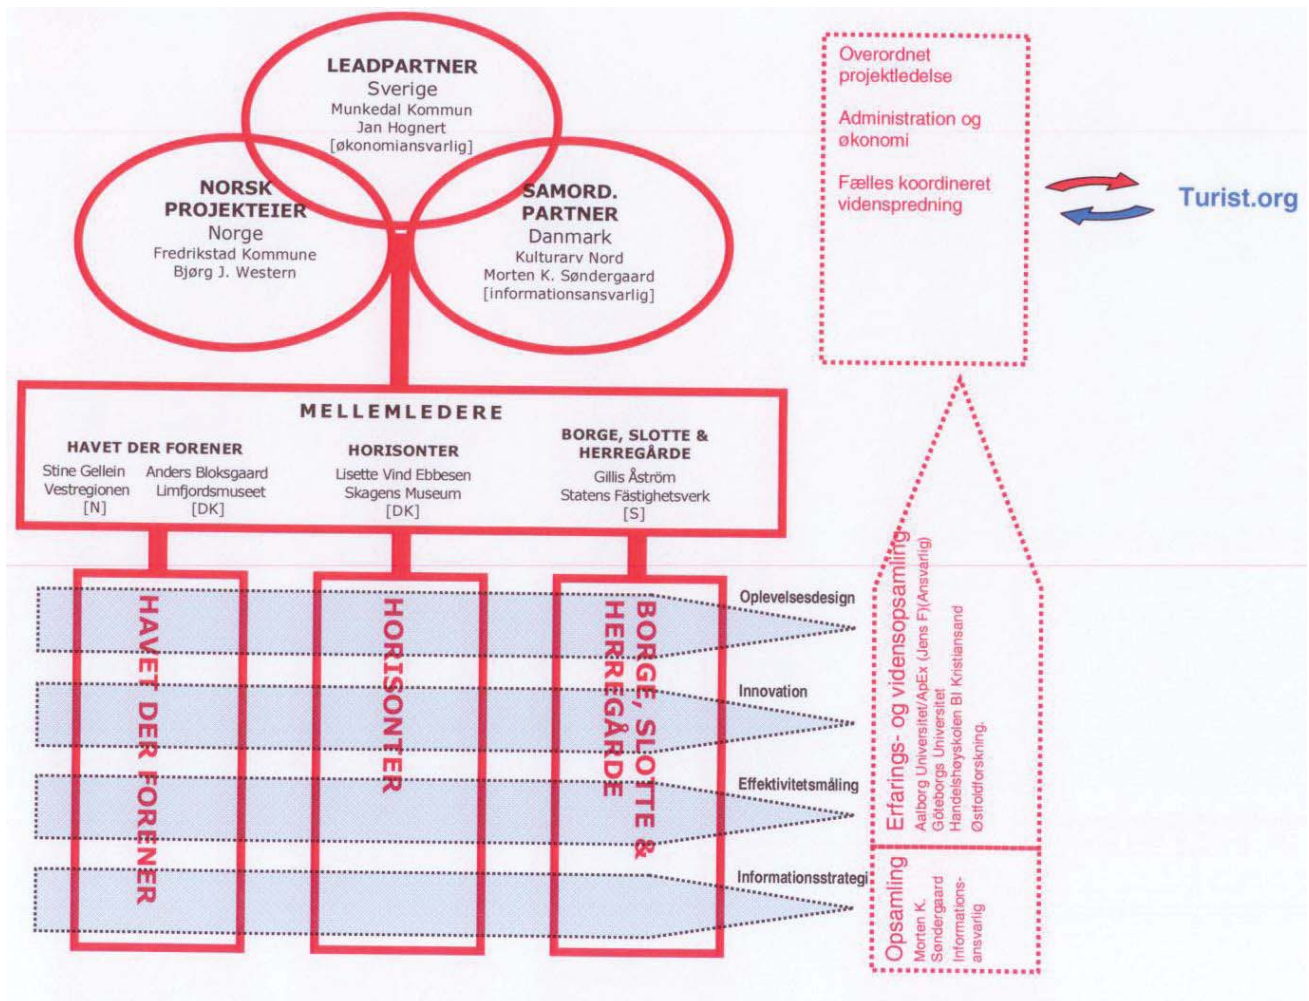 LEADPARTNER
Sverige
Munkedal Kommun
Jan Hognert
[økonomiansvarlig]
NORSK
PROJEKTEIER
Norge
Fredrikstad Kommune
Bjørg J. Western
SAMORD.
PARTNER
Danmark
Kulturarv Nord
Morten K. Søndergaard
[informationsansvarlig]
Overordnet
projektledelse
Administration og
økonomi
Fælles koordineret
videnspredning
Turist.org
MELLEMLEDERE
HAVET DER FORENER
Stine Gellein
Vestregionen
[N]
Anders Bloksgaard
Limfjordsmuseet
[DK]
HORISONTER
Lisette Vind Ebbesen
Skagens Museum
[DK]
BORGE, SLOTTE &
HERREGÅRDE
Gillis Åström
Statens Fästighetsverk
[S]
HAVET DER FORENER
HORISONTER
BORGE, SLOTTE &
HERREGÅRDE
Oplevelsesdesign
Innovation
Effektivitetsmåling
Informationsstrategi
Erfarings- og vidensopsamling
Aalborg Universitet/ApEx (Jens F)(Ansvarlig)
Göteborgs Universitet
Handelshøyskolen BI Kristiansand
Østfoldforskning.
Opsamling
Morten K.
Søndergaard
Informations-
ansvarlig